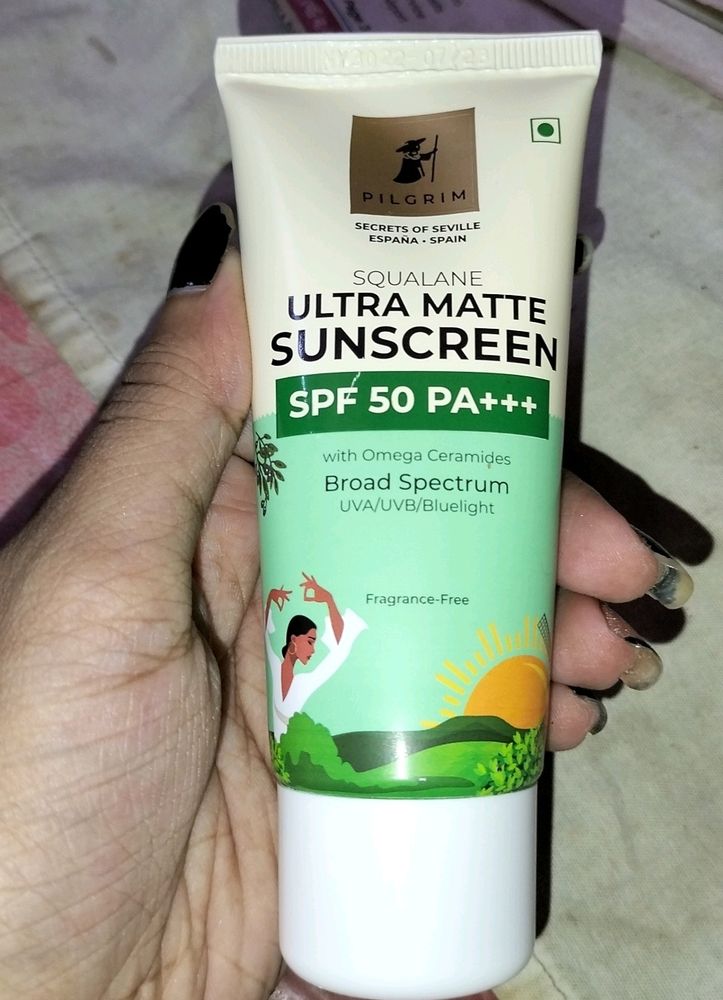 PILGRIM
SECRETS OF SEVILLE
ESPAÑA • SPAIN
SQUALANE
ULTRA MATTE
SUNSCREEN
SPF 50 PA+++
with Omega Ceramides
Broad Spectrum
UVA/UVB/Bluelight
Fragrance-Free